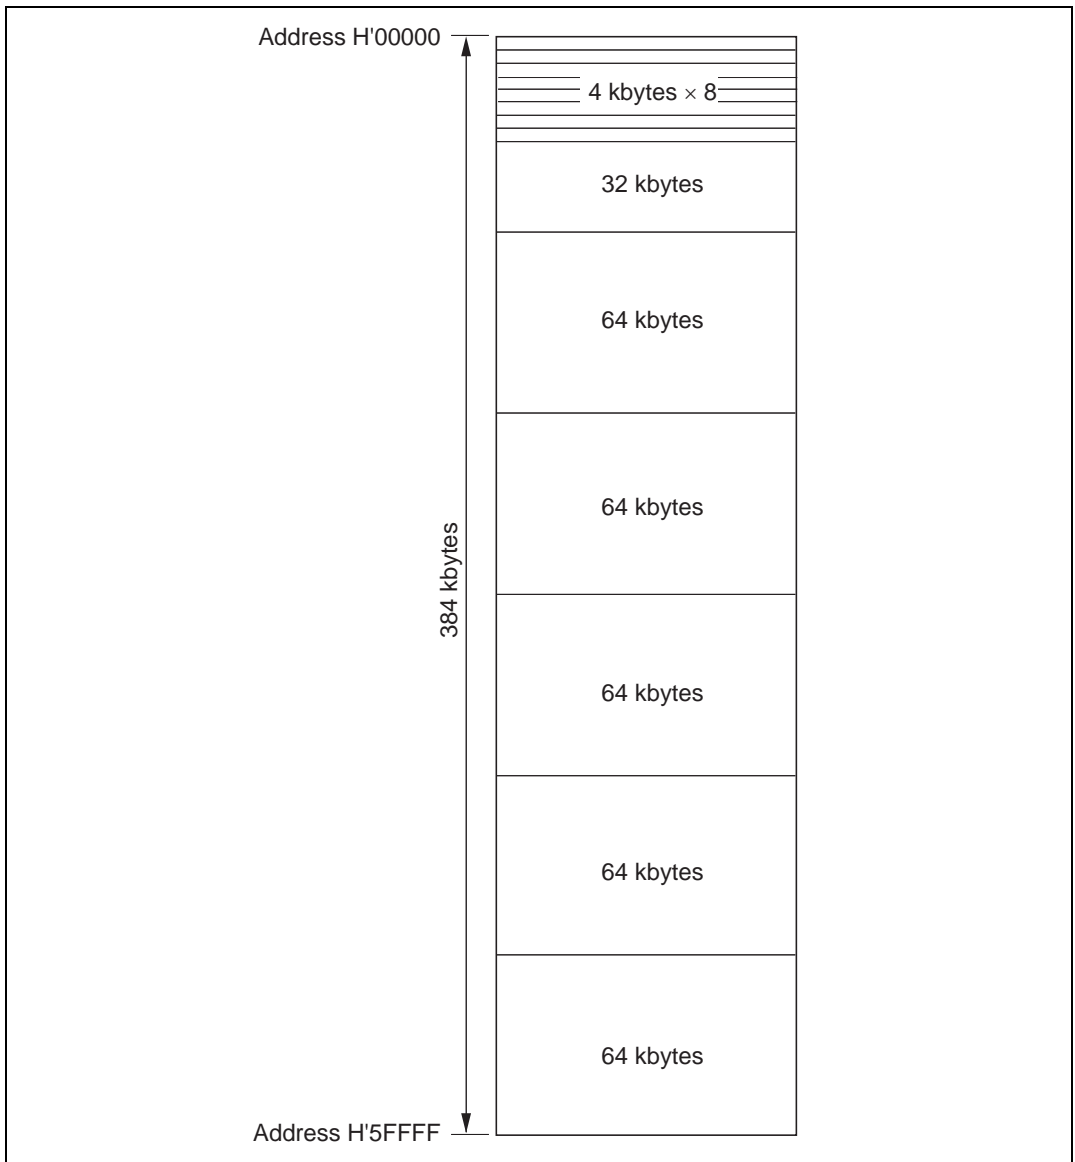 Address H'00000
4 kbytes × 8
32 kbytes
64 kbytes
64 kbytes
384 kbytes
64 kbytes
64 kbytes
64 kbytes
Address H'5FFFF